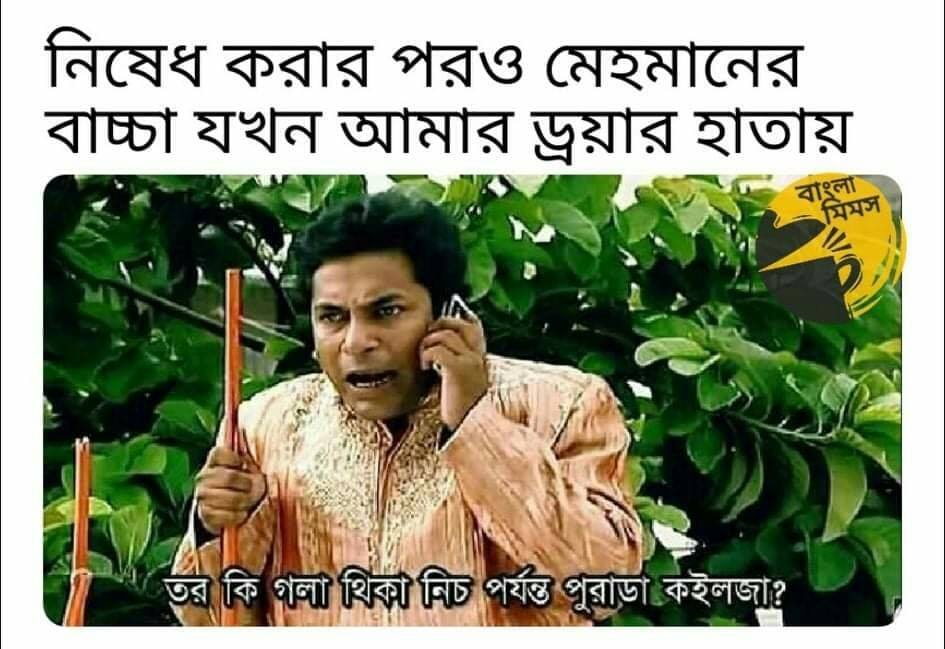 নিষেধ করার পরও মেহমানের
বাচ্চা যখন আমার ড্রয়ার হাতায়
বাংলা
মিমস
তর কি গলা থিকা নিচ পর্যন্ত পুরাডা কইলজা?